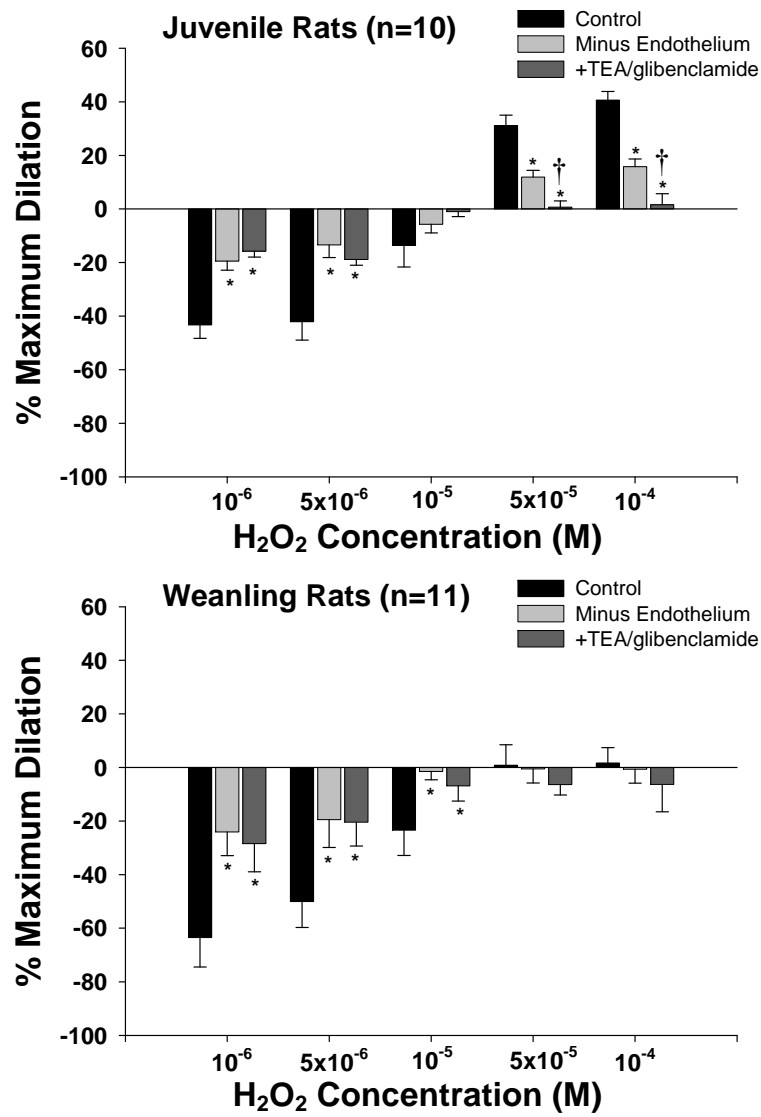 Juvenile Rats (n=10)
Control
Minus Endothelium
+TEA/glibenclamide
% Maximum Dilation
60
40
20
0
-20
-40
-60
-80
-100
* * * * * † * * † *
10⁻⁶ 5x10⁻⁶ 10⁻⁵ 5x10⁻⁵ 10⁻⁴
H₂O₂ Concentration (M)
Weanling Rats (n=11)
Control
Minus Endothelium
+TEA/glibenclamide
% Maximum Dilation
60
40
20
0
-20
-40
-60
-80
-100
* * * * * *
10⁻⁶ 5x10⁻⁶ 10⁻⁵ 5x10⁻⁵ 10⁻⁴
H₂O₂ Concentration (M)